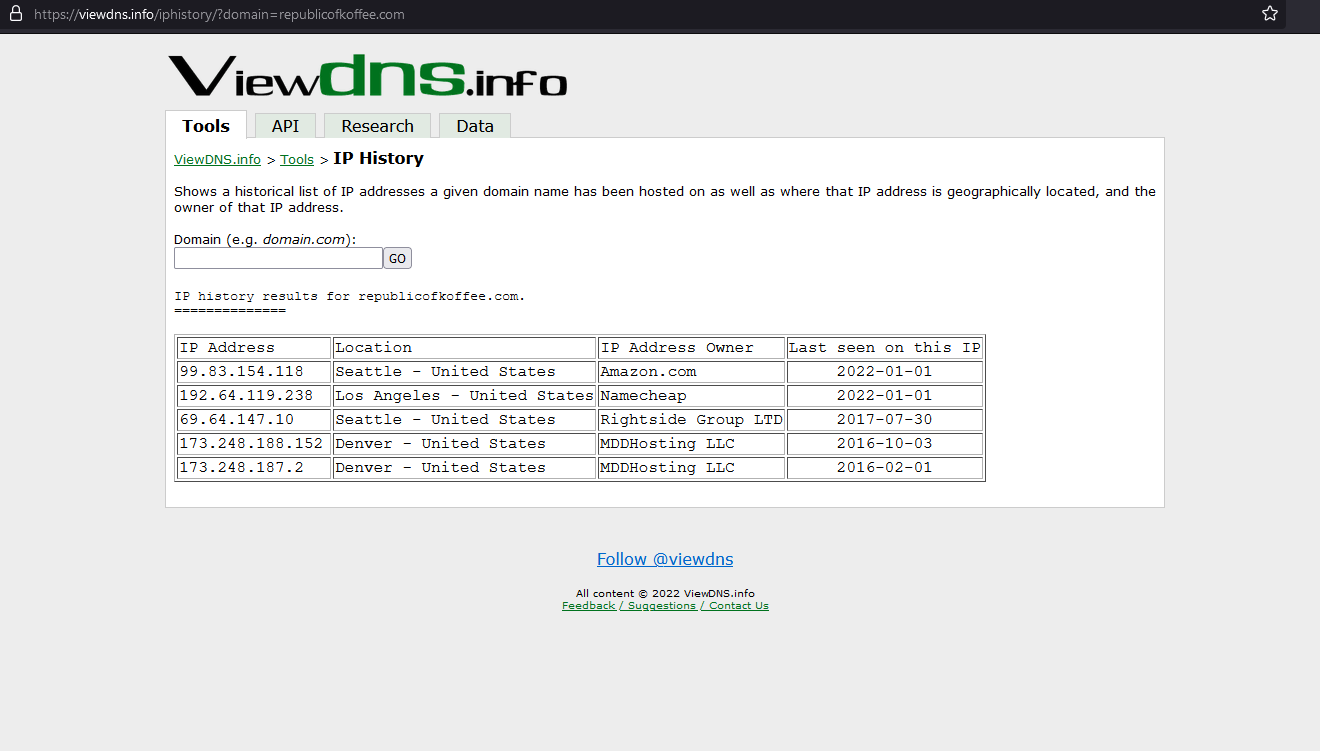 https://viewdns.info/iphistory/?domain=republicofkoffee.com
Viewdns.info
Tools API Research Data
ViewDNS.info > Tools > IP History
Shows a historical list of IP addresses a given domain name has been hosted on as well as where that IP address is geographically located, and the
owner of that IP address.
Domain (e.g. domain.com):
GO
IP history results for republicofkoffee.com.
==============
IP Address Location IP Address Owner Last seen on this IP
99.83.154.118 Seattle - United States Amazon.com 2022-01-01
192.64.119.238 Los Angeles - United States Namecheap 2022-01-01
69.64.147.10 Seattle - United States Rightside Group LTD 2017-07-30
173.248.188.152 Denver - United States MDDHosting LLC 2016-10-03
173.248.187.2 Denver - United States MDDHosting LLC 2016-02-01
Follow @viewdns
All content © 2022 ViewDNS.info
Feedback / Suggestions / Contact Us